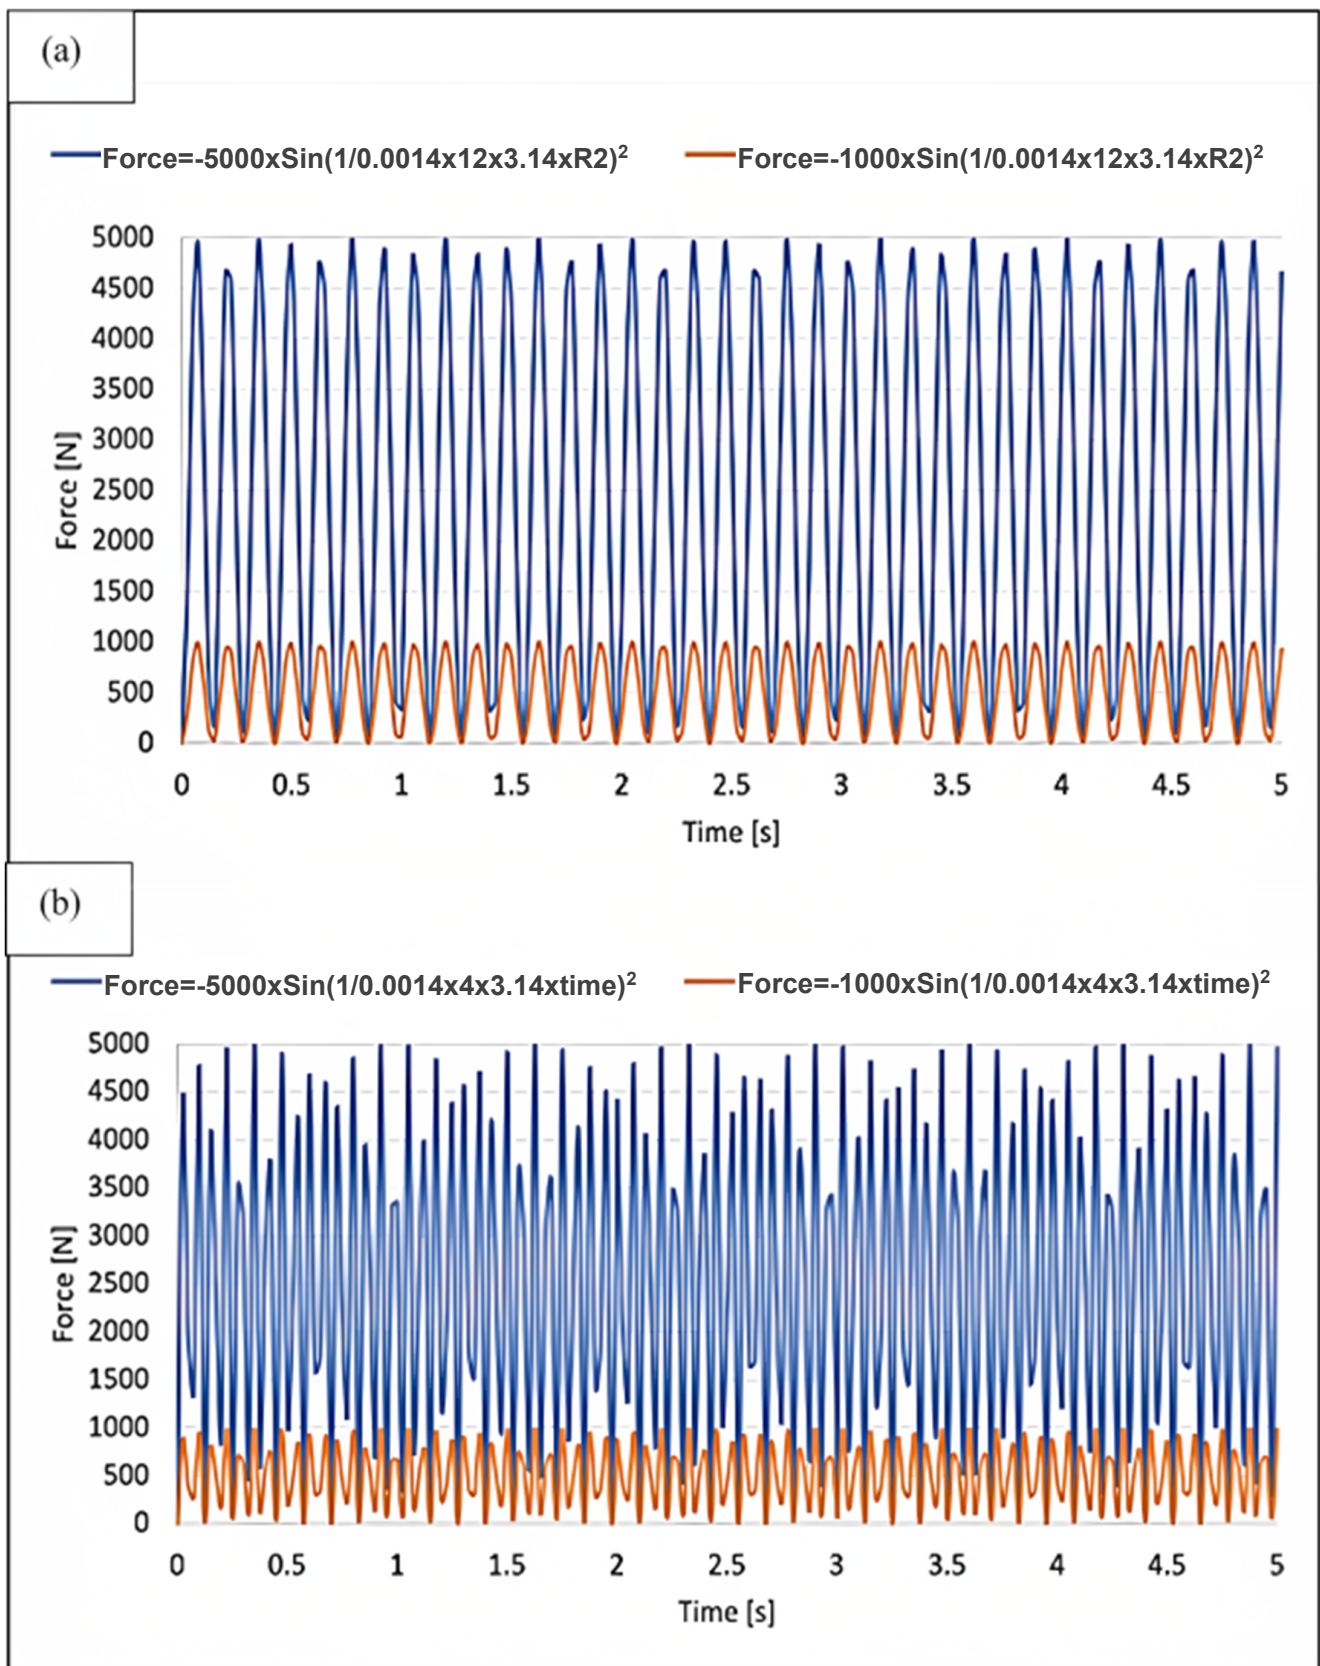 (a)
Force=-5000xSin(1/0.0014x12x3.14xR2)² Force=-1000xSin(1/0.0014x12x3.14xR2)²
5000
4500
4000
3500
3000
2500
2000
1500
1000
500
0
Force [N]
0 0.5 1 1.5 2 2.5 3 3.5 4 4.5 5
Time [s]
(b)
Force=-5000xSin(1/0.0014x4x3.14xtime)² Force=-1000xSin(1/0.0014x4x3.14xtime)²
5000
4500
4000
3500
3000
2500
2000
1500
1000
500
0
Force [N]
0 0.5 1 1.5 2 2.5 3 3.5 4 4.5 5
Time [s]